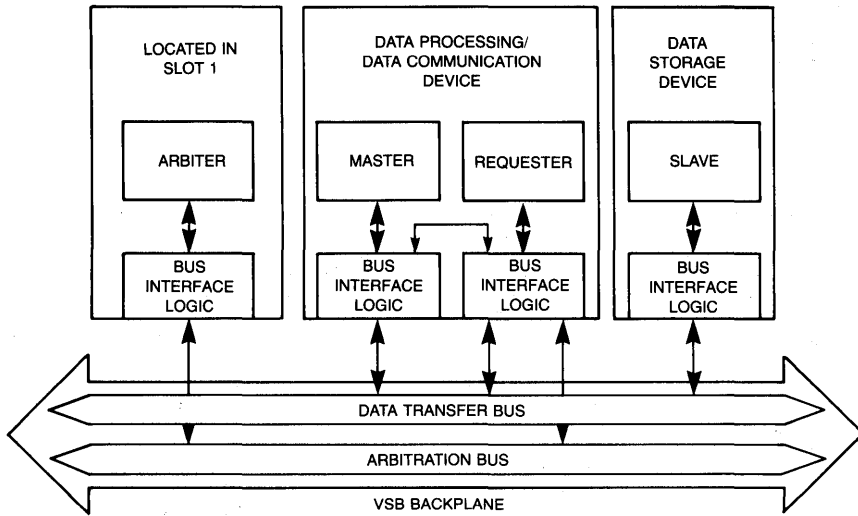 LOCATED IN
SLOT 1
DATA PROCESSING/
DATA COMMUNICATION
DEVICE
DATA
STORAGE
DEVICE
ARBITER
MASTER
REQUESTER
SLAVE
BUS
INTERFACE
LOGIC
BUS
INTERFACE
LOGIC
BUS
INTERFACE
LOGIC
BUS
INTERFACE
LOGIC
DATA TRANSFER BUS
ARBITRATION BUS
VSB BACKPLANE